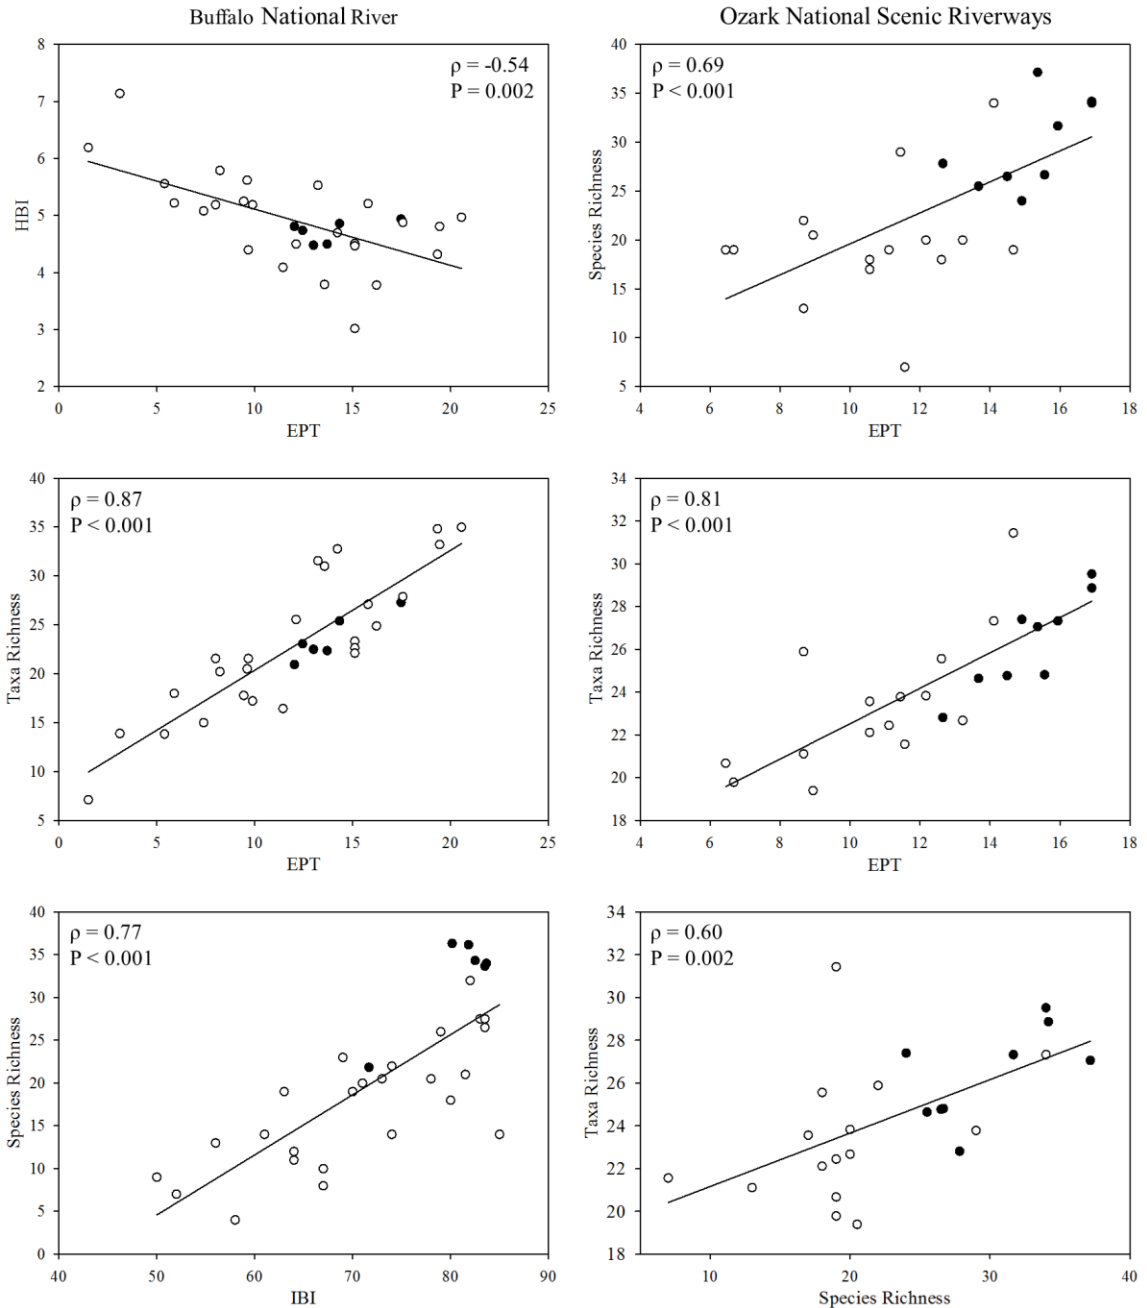 Buffalo National River
Ozark National Scenic Riverways
ρ = -0.54
P = 0.002
8
7
6
5
4
3
2
HBI
0 5 10 15 20 25
EPT
ρ = 0.69
P < 0.001
40
35
30
25
20
15
10
5
Species Richness
4 6 8 10 12 14 16 18
EPT
ρ = 0.87
P < 0.001
40
35
30
25
20
15
10
5
Taxa Richness
0 5 10 15 20 25
EPT
ρ = 0.81
P < 0.001
34
32
30
28
26
24
22
20
18
Taxa Richness
4 6 8 10 12 14 16 18
EPT
ρ = 0.77
P < 0.001
40
35
30
25
20
15
10
5
0
Species Richness
40 50 60 70 80 90
IBI
ρ = 0.60
P = 0.002
34
32
30
28
26
24
22
20
18
Taxa Richness
10 20 30 40
Species Richness